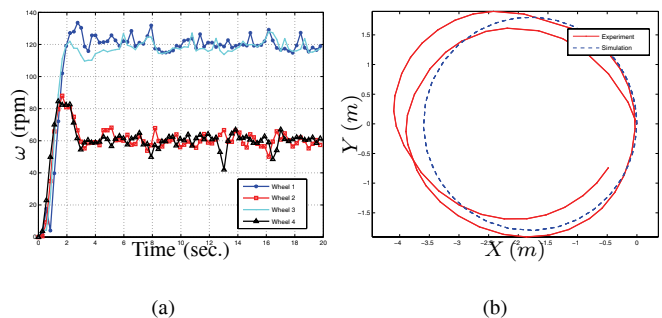 140
120
100
80
60
40
20
0
ω (rpm)
0 2 4 6 8 10 12 14 16 18 20
Time (sec.)
Wheel 1
Wheel 2
Wheel 3
Wheel 4
(a)
1.5
1
0.5
0
−0.5
−1
−1.5
Y (m)
−4 −3.5 −3 −2.5 −2 −1.5 −1 −0.5 0
X (m)
Experiment
Simulation
(b)